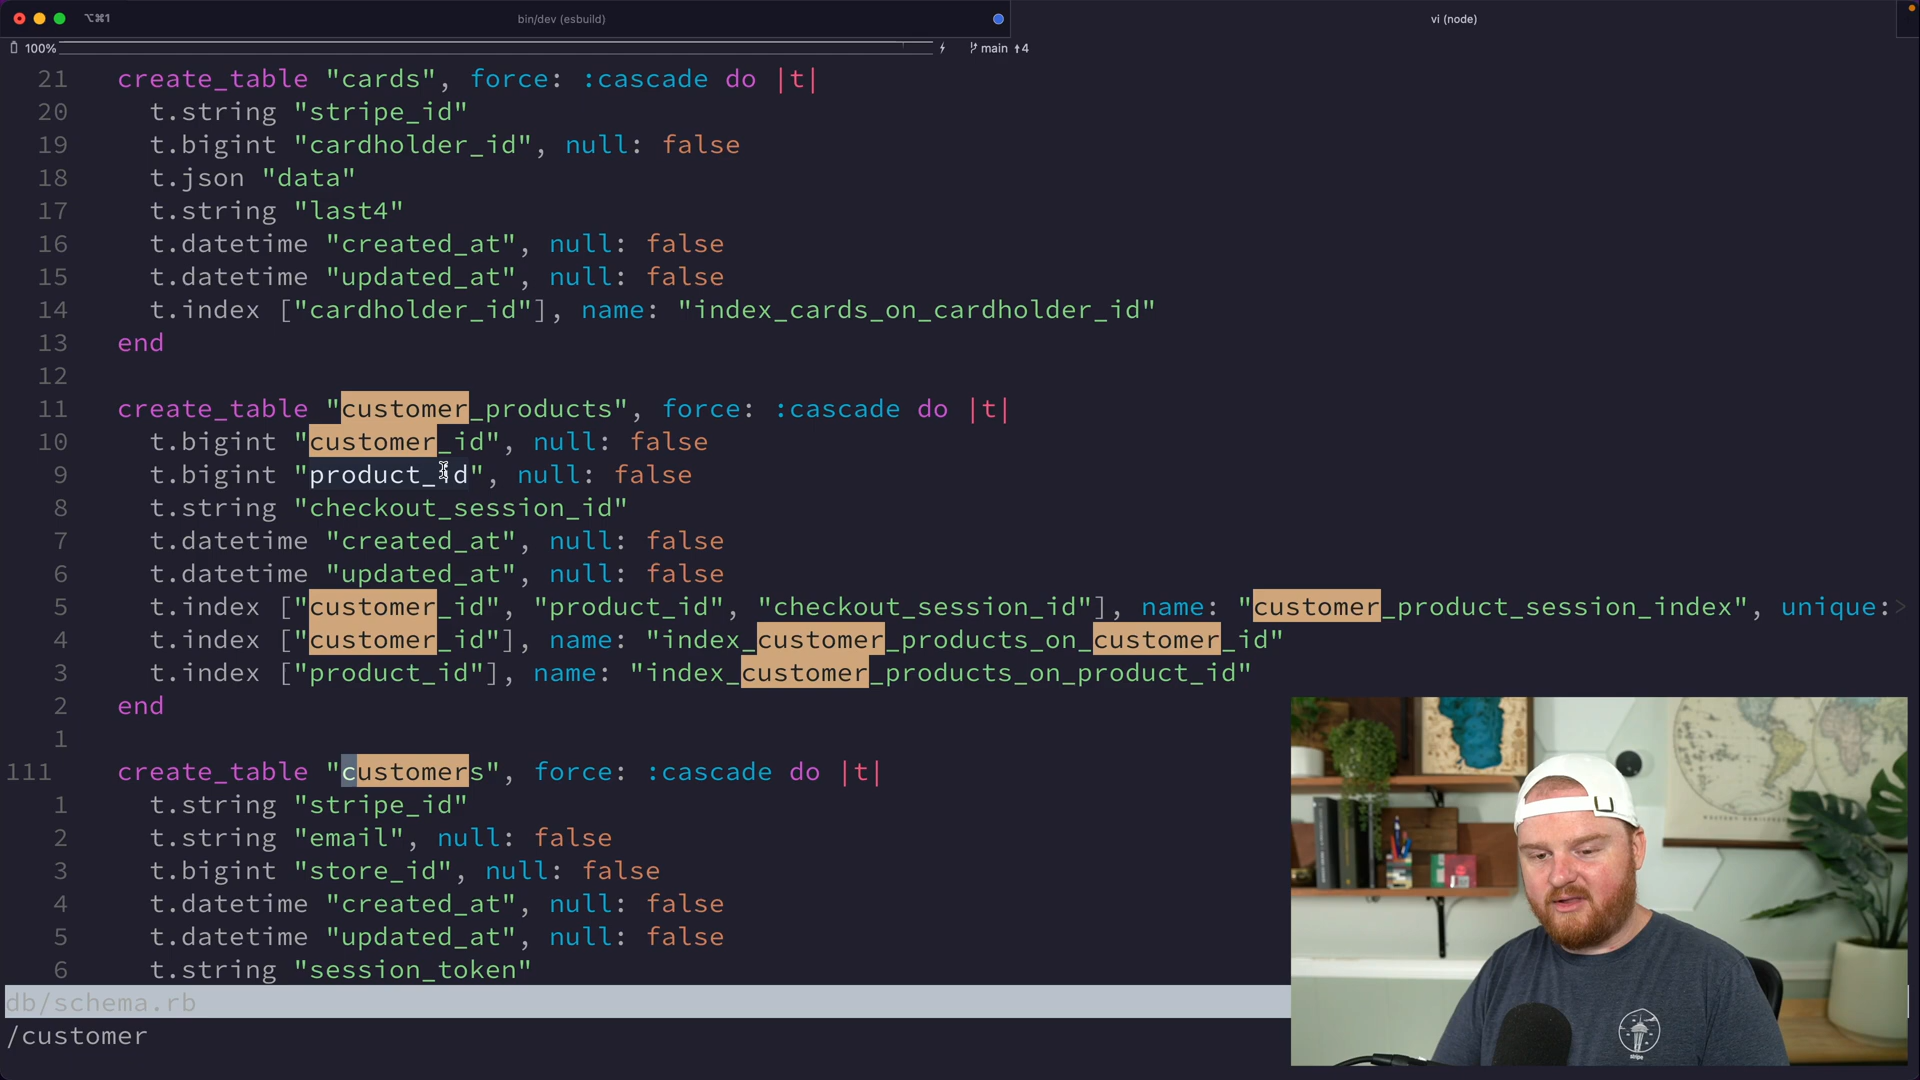 ⌥⌘1
bin/dev (esbuild)
vi (node)
100%
main ↑4
21 create_table "cards", force: :cascade do |t|
20 t.string "stripe_id"
19 t.bigint "cardholder_id", null: false
18 t.json "data"
17 t.string "last4"
16 t.datetime "created_at", null: false
15 t.datetime "updated_at", null: false
14 t.index ["cardholder_id"], name: "index_cards_on_cardholder_id"
13 end
12
11 create_table "customer_products", force: :cascade do |t|
10 t.bigint "customer_id", null: false
9 t.bigint "product_id", null: false
8 t.string "checkout_session_id"
7 t.datetime "created_at", null: false
6 t.datetime "updated_at", null: false
5 t.index ["customer_id", "product_id", "checkout_session_id"], name: "customer_product_session_index", unique:>
4 t.index ["customer_id"], name: "index_customer_products_on_customer_id"
3 t.index ["product_id"], name: "index_customer_products_on_product_id"
2 end
1
111 create_table "customers", force: :cascade do |t|
1 t.string "stripe_id"
2 t.string "email", null: false
3 t.bigint "store_id", null: false
4 t.datetime "created_at", null: false
5 t.datetime "updated_at", null: false
6 t.string "session_token"
db/schema.rb
/customer
stripe